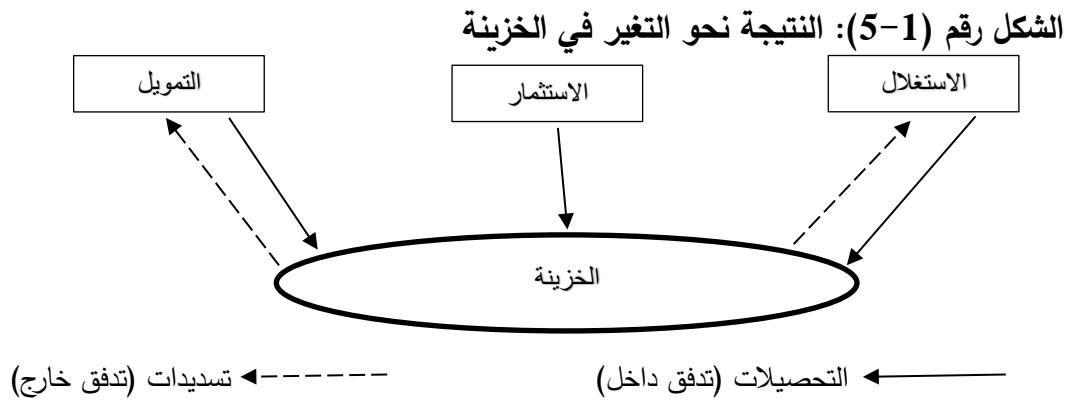 الشكل رقم (1-5): النتيجة نحو التغير في الخزينة
الاستغلال
الاستثمار
التمويل
الخزينة
التحصيلات (تدفق داخل)
تسديدات (تدفق خارج)